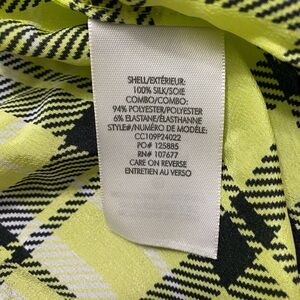 SHELL/EXTÉRIEUR:
100% SILK/SOIE
COMBO/COMBO:
94% POLYESTER/POLYESTER
6% ELASTANE/ÉLASTHANNE
STYLE#/NUMÉRO DE MODÈLE:
CC109P24022
PO# 125885
RN# 107677
CARE ON REVERSE
ENTRETIEN AU VERSO